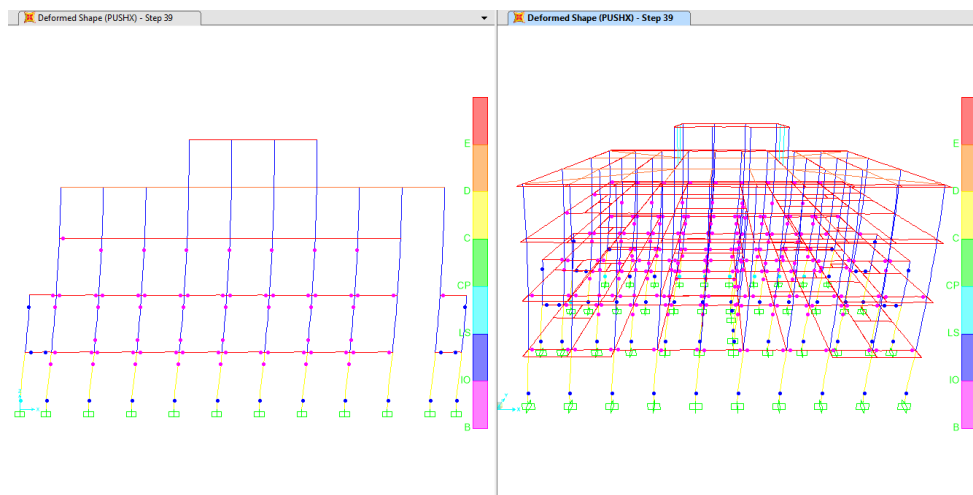 Deformed Shape (PUSHX) - Step 39
E
D
C
CP
LS
IO
B
Z
X
Deformed Shape (PUSHX) - Step 39
E
D
C
CP
LS
IO
B
Y
X